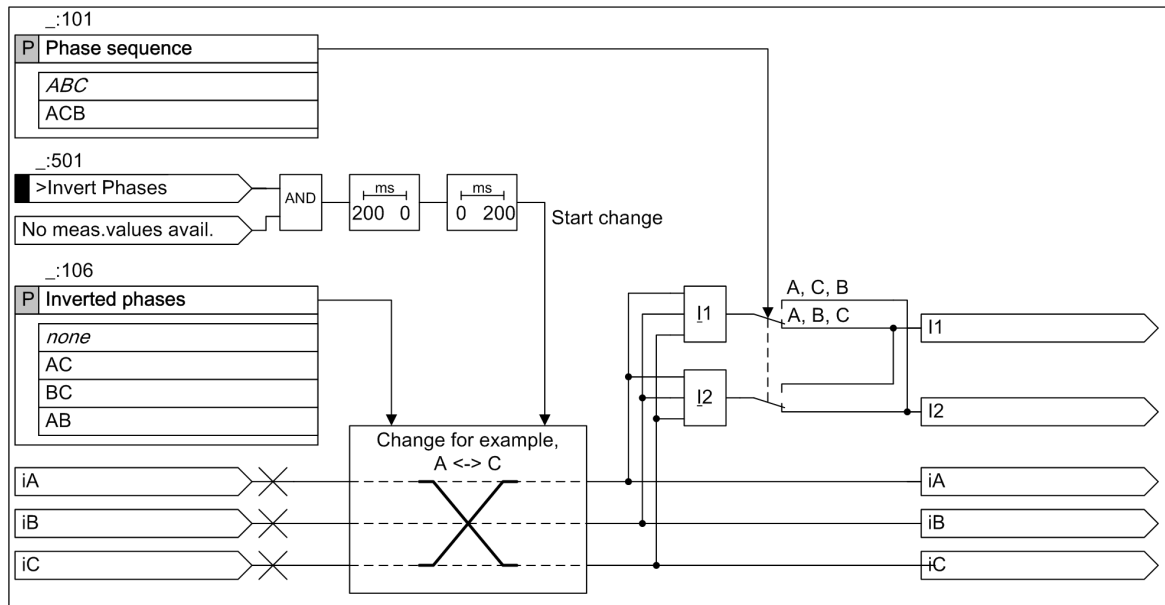 _:101
P Phase sequence
ABC
ACB
_:501
>Invert Phases
AND
ms
200 0
ms
0 200
Start change
No meas.values avail.
_:106
P Inverted phases
none
AC
BC
AB
A, C, B
I1
A, B, C
I1
I2
I2
Change for example,
A <-> C
iA
iA
iB
iB
iC
iC